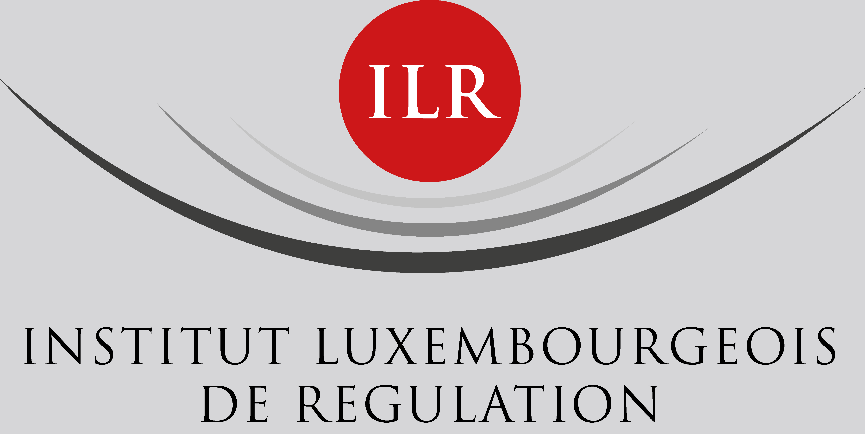 ILR
INSTITUT LUXEMBOURGEOIS
DE REGULATION